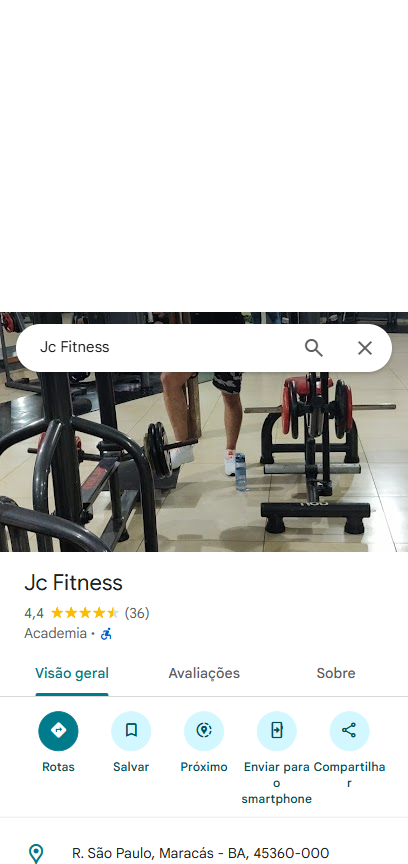 Jc Fitness
Jc Fitness
4,4 (36)
Academia ·
Visão geral Avaliações Sobre
Rotas Salvar Próximo Enviar para o smartphone Compartilhar
R. São Paulo, Maracás - BA, 45360-000